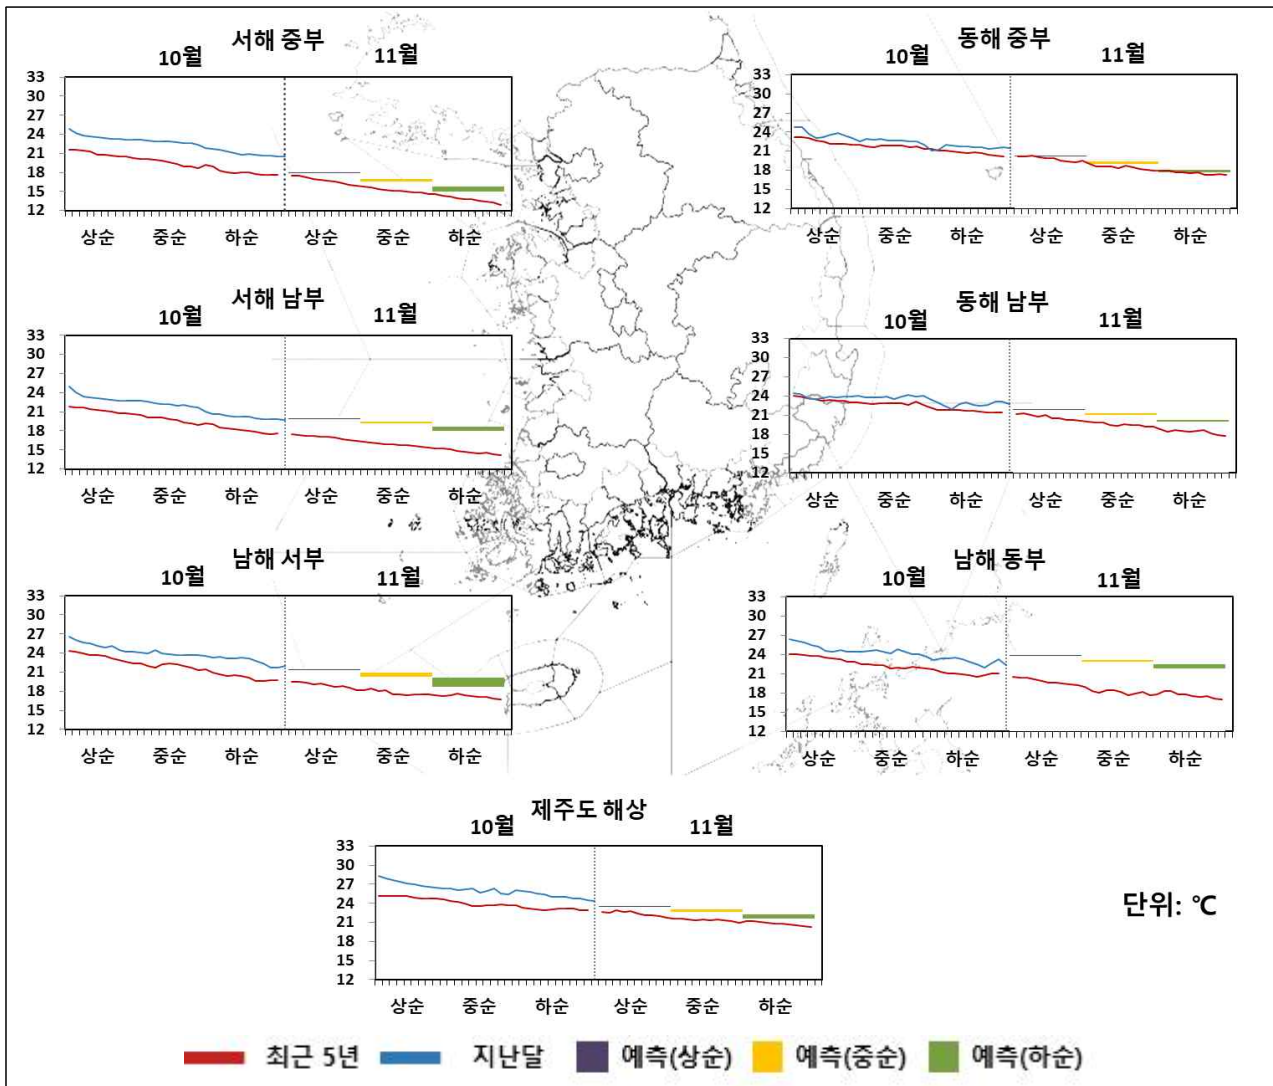 서해 중부
10월 11월
33
30
27
24
21
18
15
12
상순 중순 하순 상순 중순 하순
동해 중부
10월 11월
33
30
27
24
21
18
15
12
상순 중순 하순 상순 중순 하순
서해 남부
10월 11월
33
30
27
24
21
18
15
12
상순 중순 하순 상순 중순 하순
동해 남부
10월 11월
33
30
27
24
21
18
15
12
상순 중순 하순 상순 중순 하순
남해 서부
10월 11월
33
30
27
24
21
18
15
12
상순 중순 하순 상순 중순 하순
남해 동부
10월 11월
33
30
27
24
21
18
15
12
상순 중순 하순 상순 중순 하순
제주도 해상
10월 11월
33
30
27
24
21
18
15
12
상순 중순 하순 상순 중순 하순
단위: ℃
최근 5년 지난달 예측(상순) 예측(중순) 예측(하순)